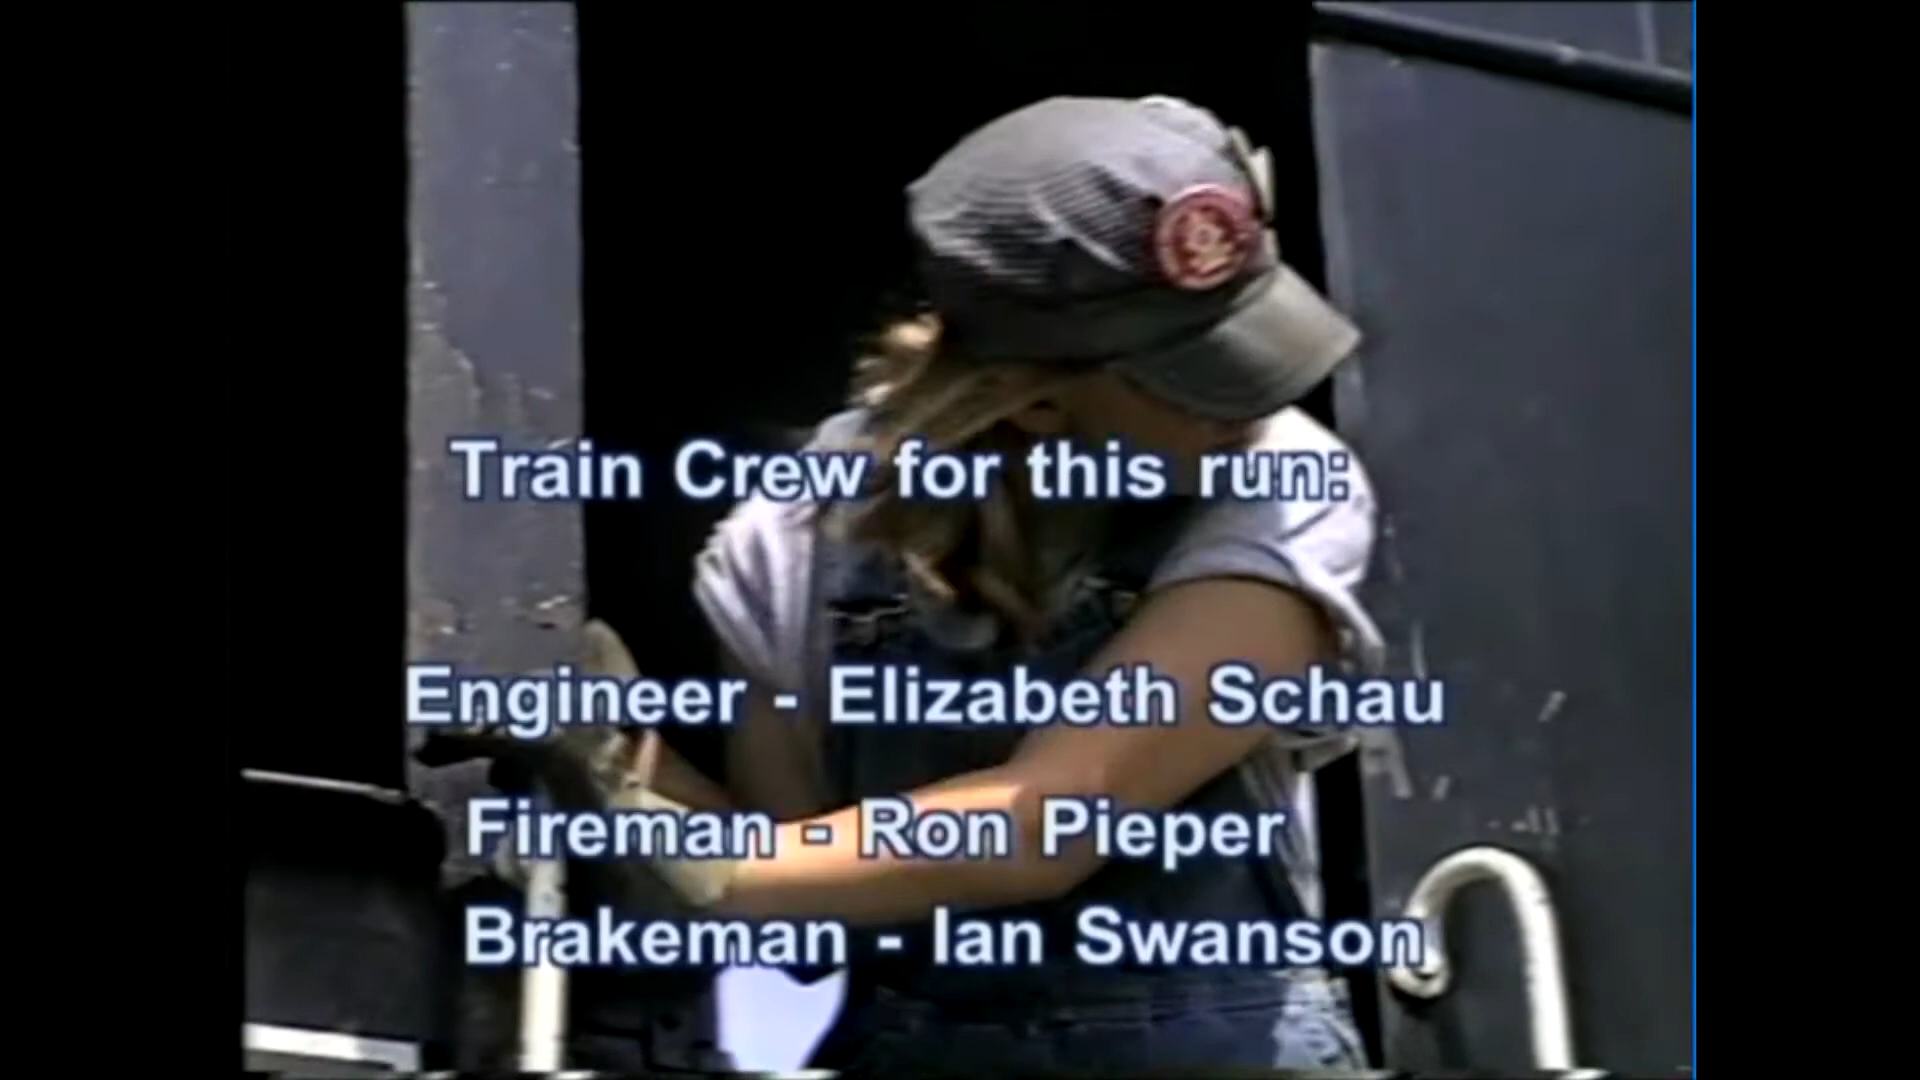 Train Crew for this run:
Engineer - Elizabeth Schau
Fireman - Ron Pieper
Brakeman - Ian Swanson